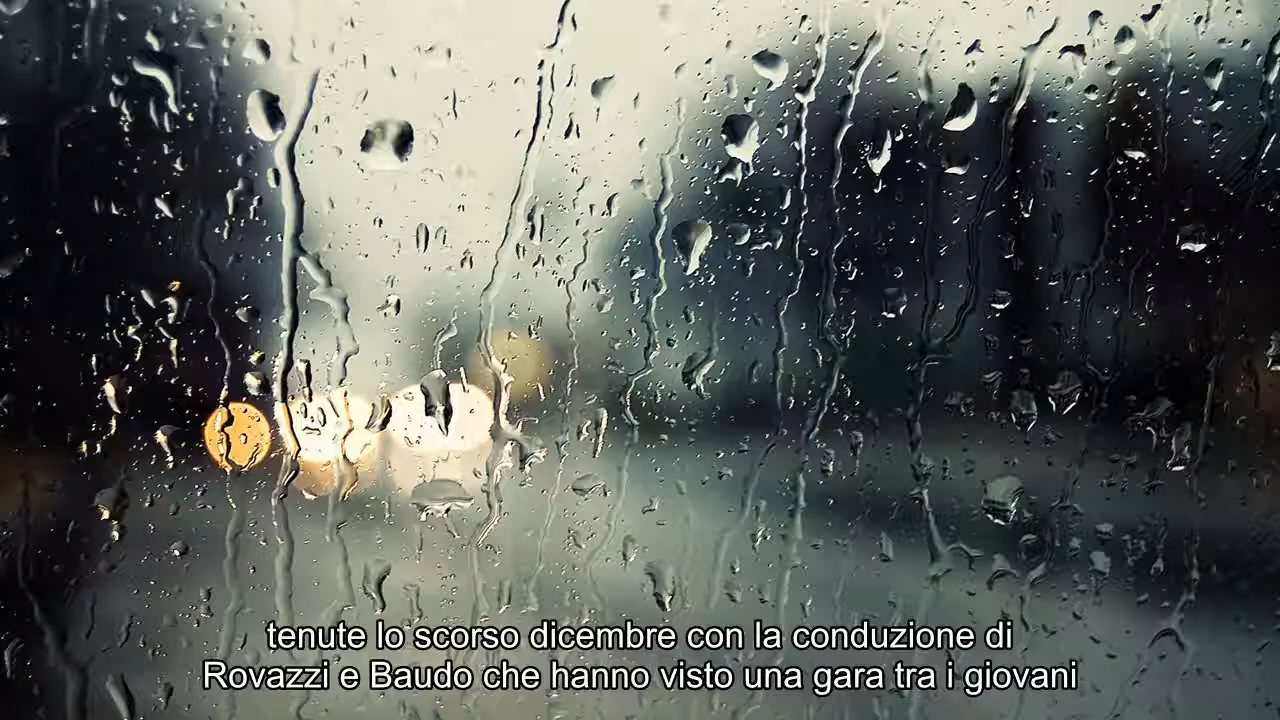 tenute lo scorso dicembre con la conduzione di
Rovazzi e Baudo che hanno visto una gara tra i giovani